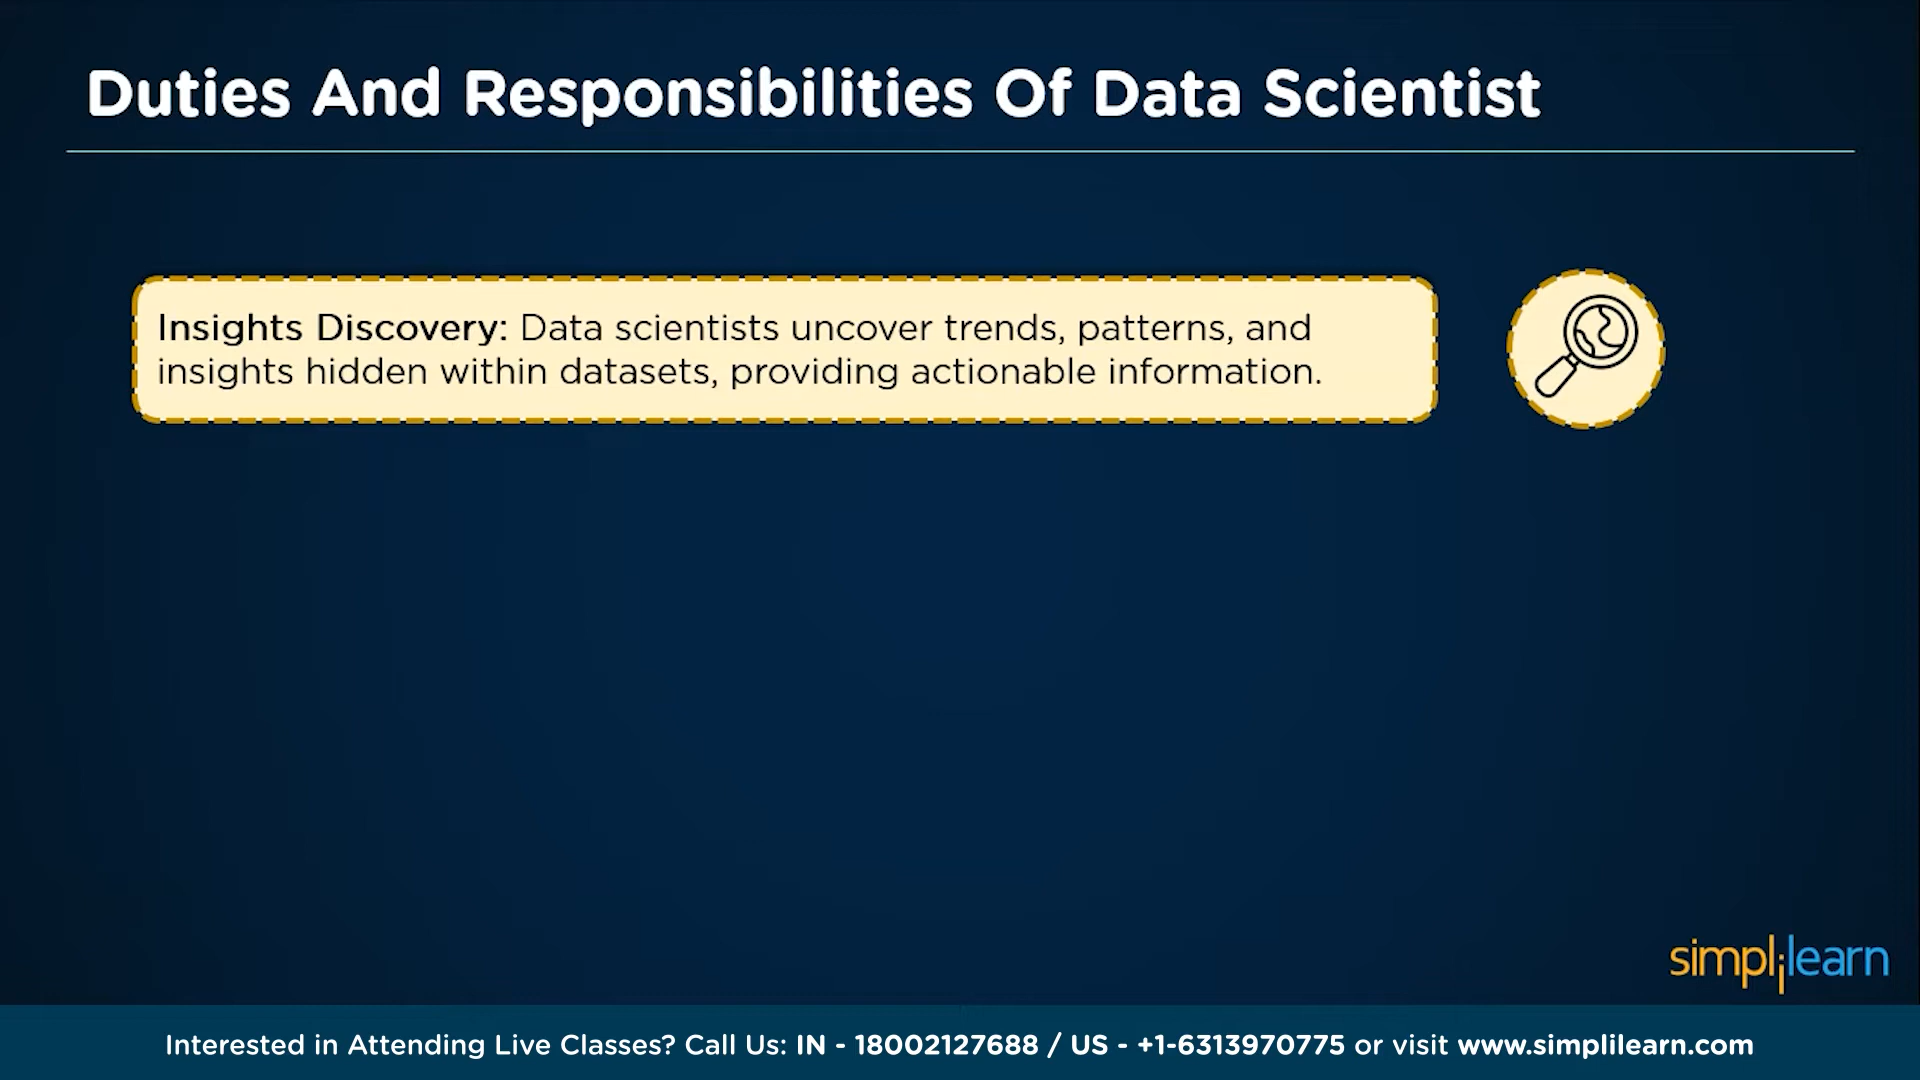 Duties And Responsibilities Of Data Scientist
Insights Discovery: Data scientists uncover trends, patterns, and
insights hidden within datasets, providing actionable information.
simplilearn
Interested in Attending Live Classes? Call Us: IN - 18002127688 / US - +1-6313970775 or visit www.simplilearn.com